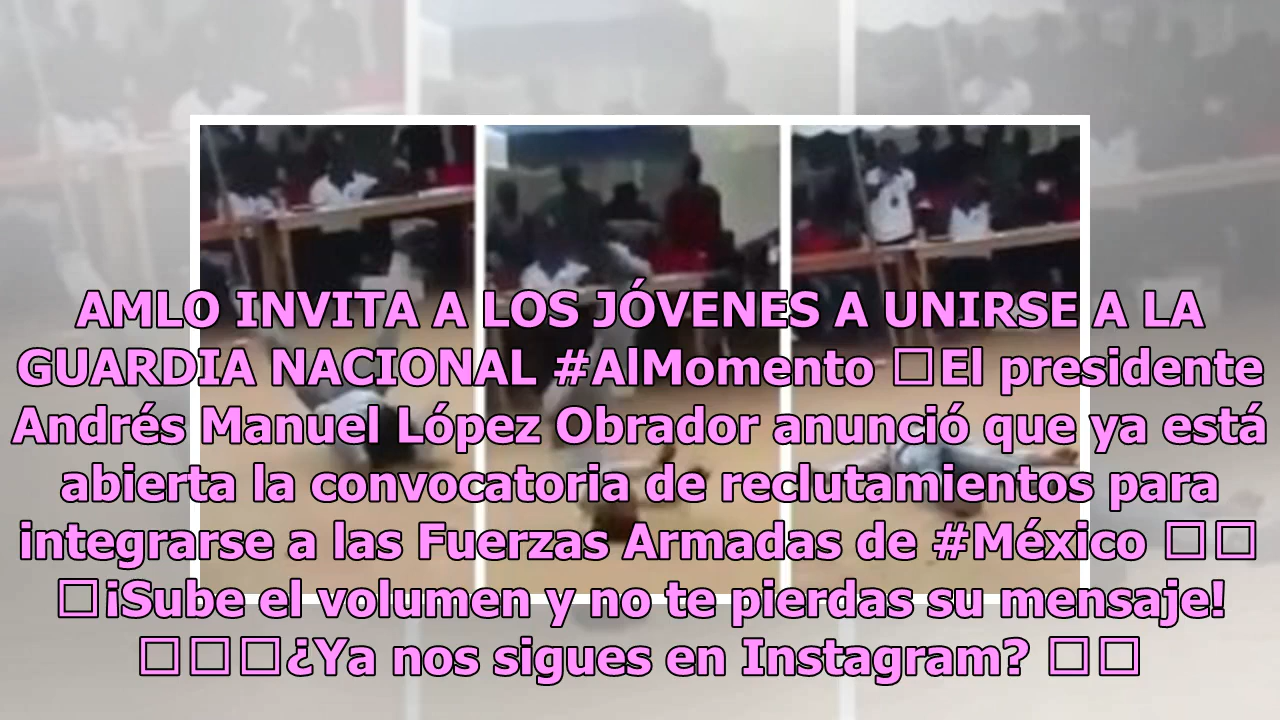 AMLO INVITA A LOS JÓVENES A UNIRSE A LA
GUARDIA NACIONAL #AlMomento □El presidente
Andrés Manuel López Obrador anunció que ya está
abierta la convocatoria de reclutamientos para
integrarse a las Fuerzas Armadas de #México □□
□¡Sube el volumen y no te pierdas su mensaje!
□□□¿Ya nos sigues en Instagram? □□